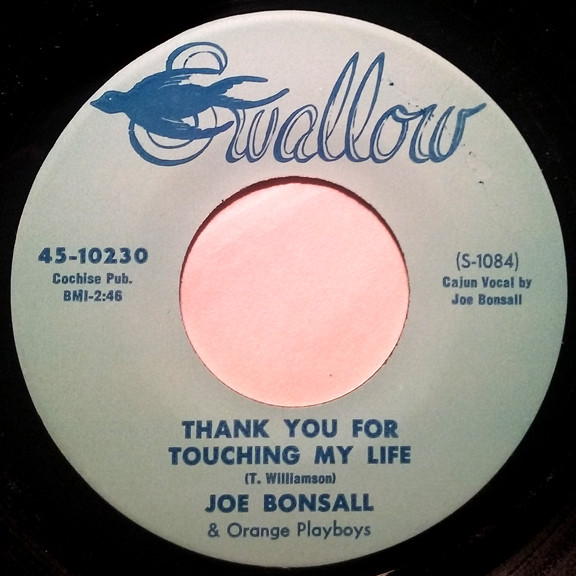 Swallow
45-10230
Cochise Pub.
BMI-2:46
(S-1084)
Cajun Vocal by
Joe Bonsall
THANK YOU FOR
TOUCHING MY LIFE
(T. Williamson)
JOE BONSALL
& Orange Playboys